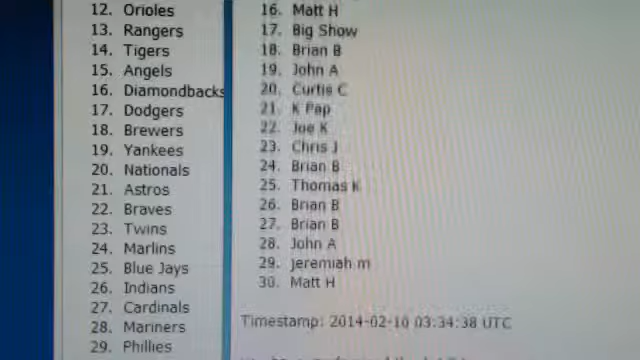 12. Orioles
13. Rangers
14. Tigers
15. Angels
16. Diamondbacks
17. Dodgers
18. Brewers
19. Yankees
20. Nationals
21. Astros
22. Braves
23. Twins
24. Marlins
25. Blue Jays
26. Indians
27. Cardinals
28. Mariners
29. Phillies
16. Matt H
17. Big Show
18. Brian B
19. John A
20. Curtis C
21. K Pap
22. Joe K
23. Chris J
24. Brian B
25. Thomas K
26. Brian B
27. Brian B
28. John A
29. jeremiah m
30. Matt H
Timestamp: 2014-02-10 03:34:38 UTC